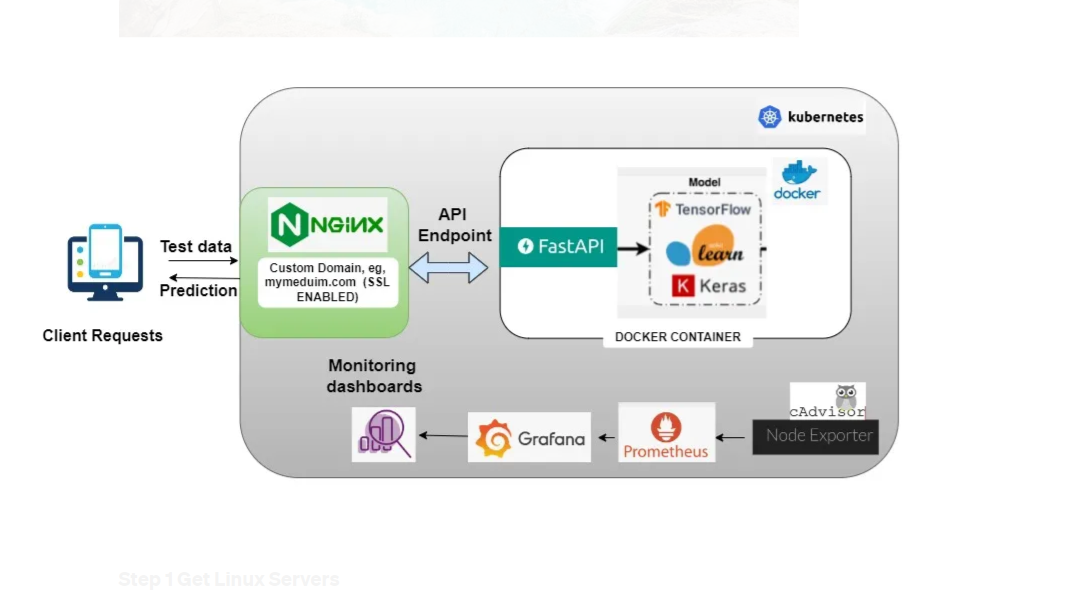 kubernetes
docker
Model
TensorFlow
NGINX
API
Endpoint
FastAPI
learn
Test data
Custom Domain, eg,
mymeduim.com (SSL
ENABLED)
K Keras
Prediction
Client Requests
DOCKER CONTAINER
Monitoring
dashboards
cAdvisor
Node Exporter
Grafana
Prometheus
Step 1 Get Linux Servers